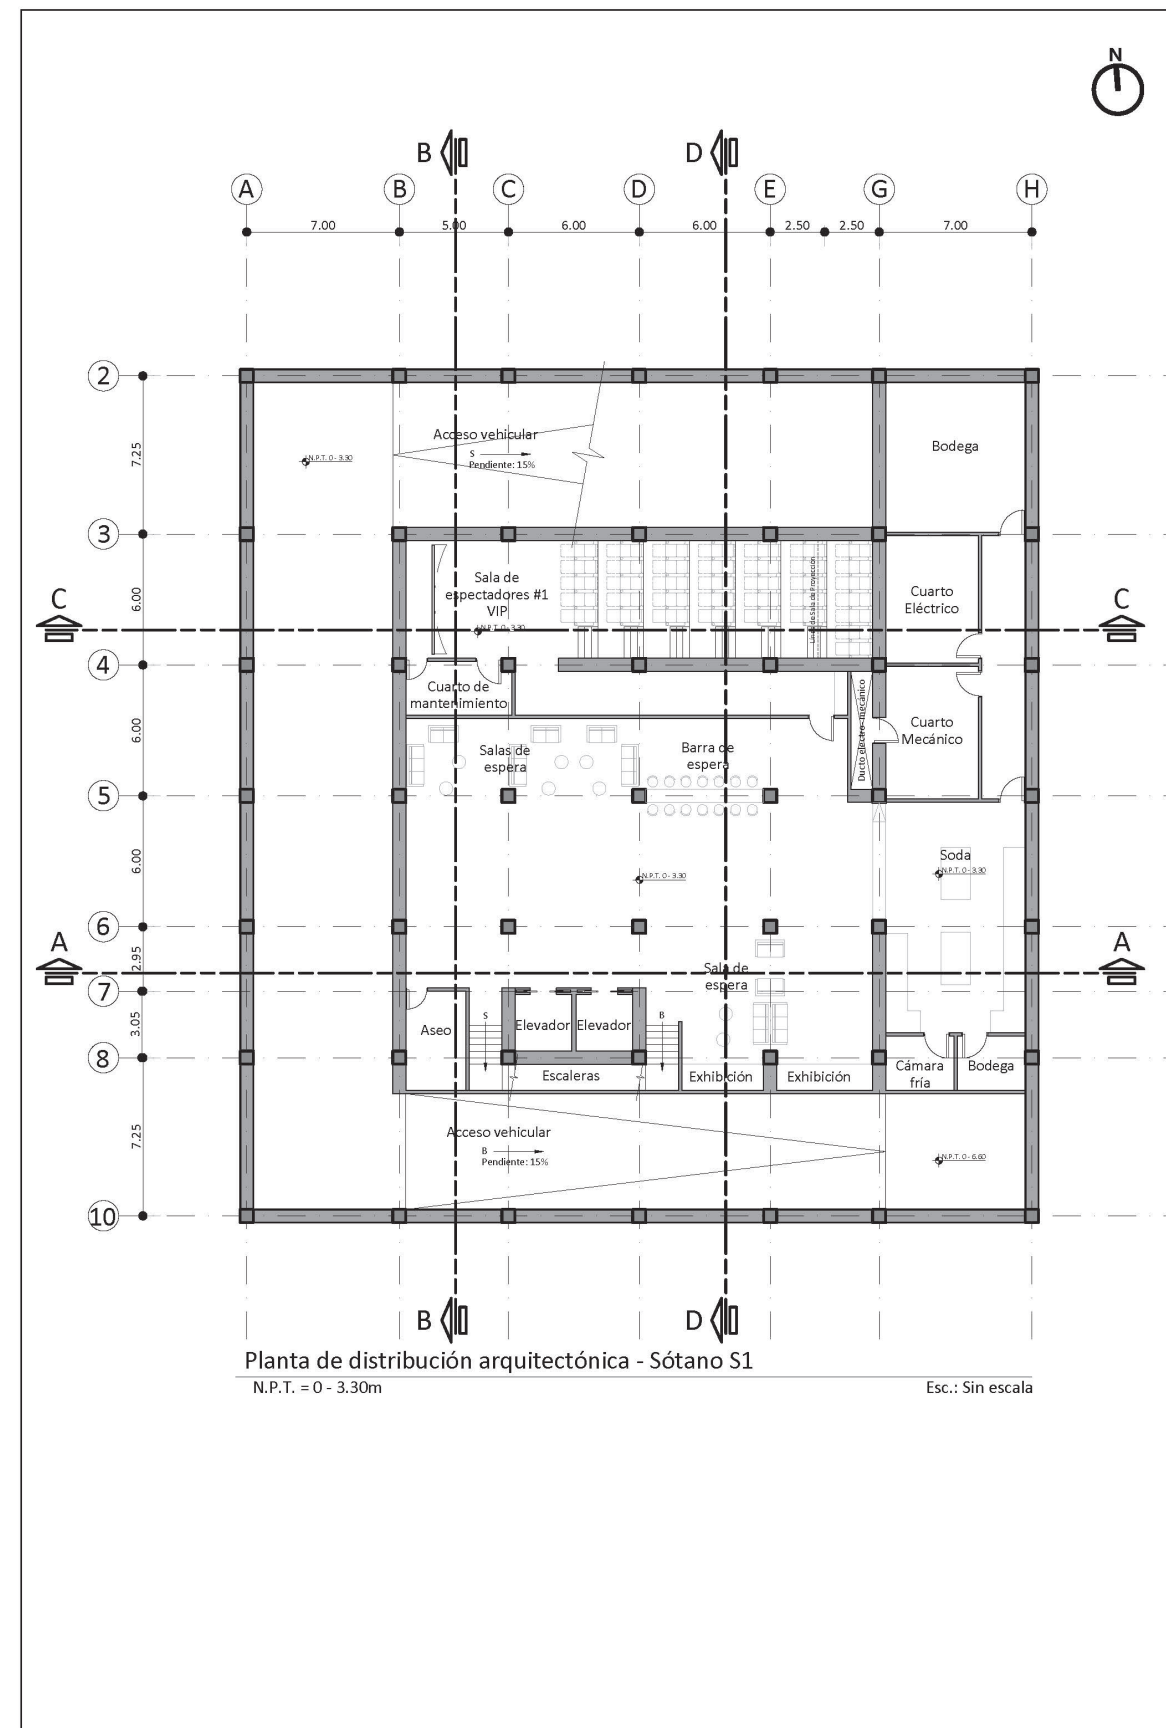 N
B
D
A
B
C
D
E
G
H
7.00
5.00
6.00
6.00
2.50
2.50
7.00
2
7.25
Acceso vehicular
S
Pendiente: 15%
N.P.T. 0 - 3.30
Bodega
3
6.00
Sala de
espectadores #1
VIP
N.P.T. 0 - 3.30
Línea de Sala de Proyección
Cuarto
Eléctrico
C
C
4
6.00
Cuarto de
mantenimiento
Salas de
espera
Barra de
espera
Ducto electro-mecánico
Cuarto
Mecánico
5
6.00
N.P.T. 0 - 3.30
Soda
N.P.T. 0 - 3.30
6
A
2.95
Sala de
espera
A
7
3.05
Aseo
S
Elevador
Elevador
B
8
Escaleras
Exhibición
Exhibición
Cámara
fría
Bodega
7.25
Acceso vehicular
B
Pendiente: 15%
N.P.T. 0 - 6.60
10
B
D
Planta de distribución arquitectónica - Sótano S1
N.P.T. = 0 - 3.30m
Esc.: Sin escala